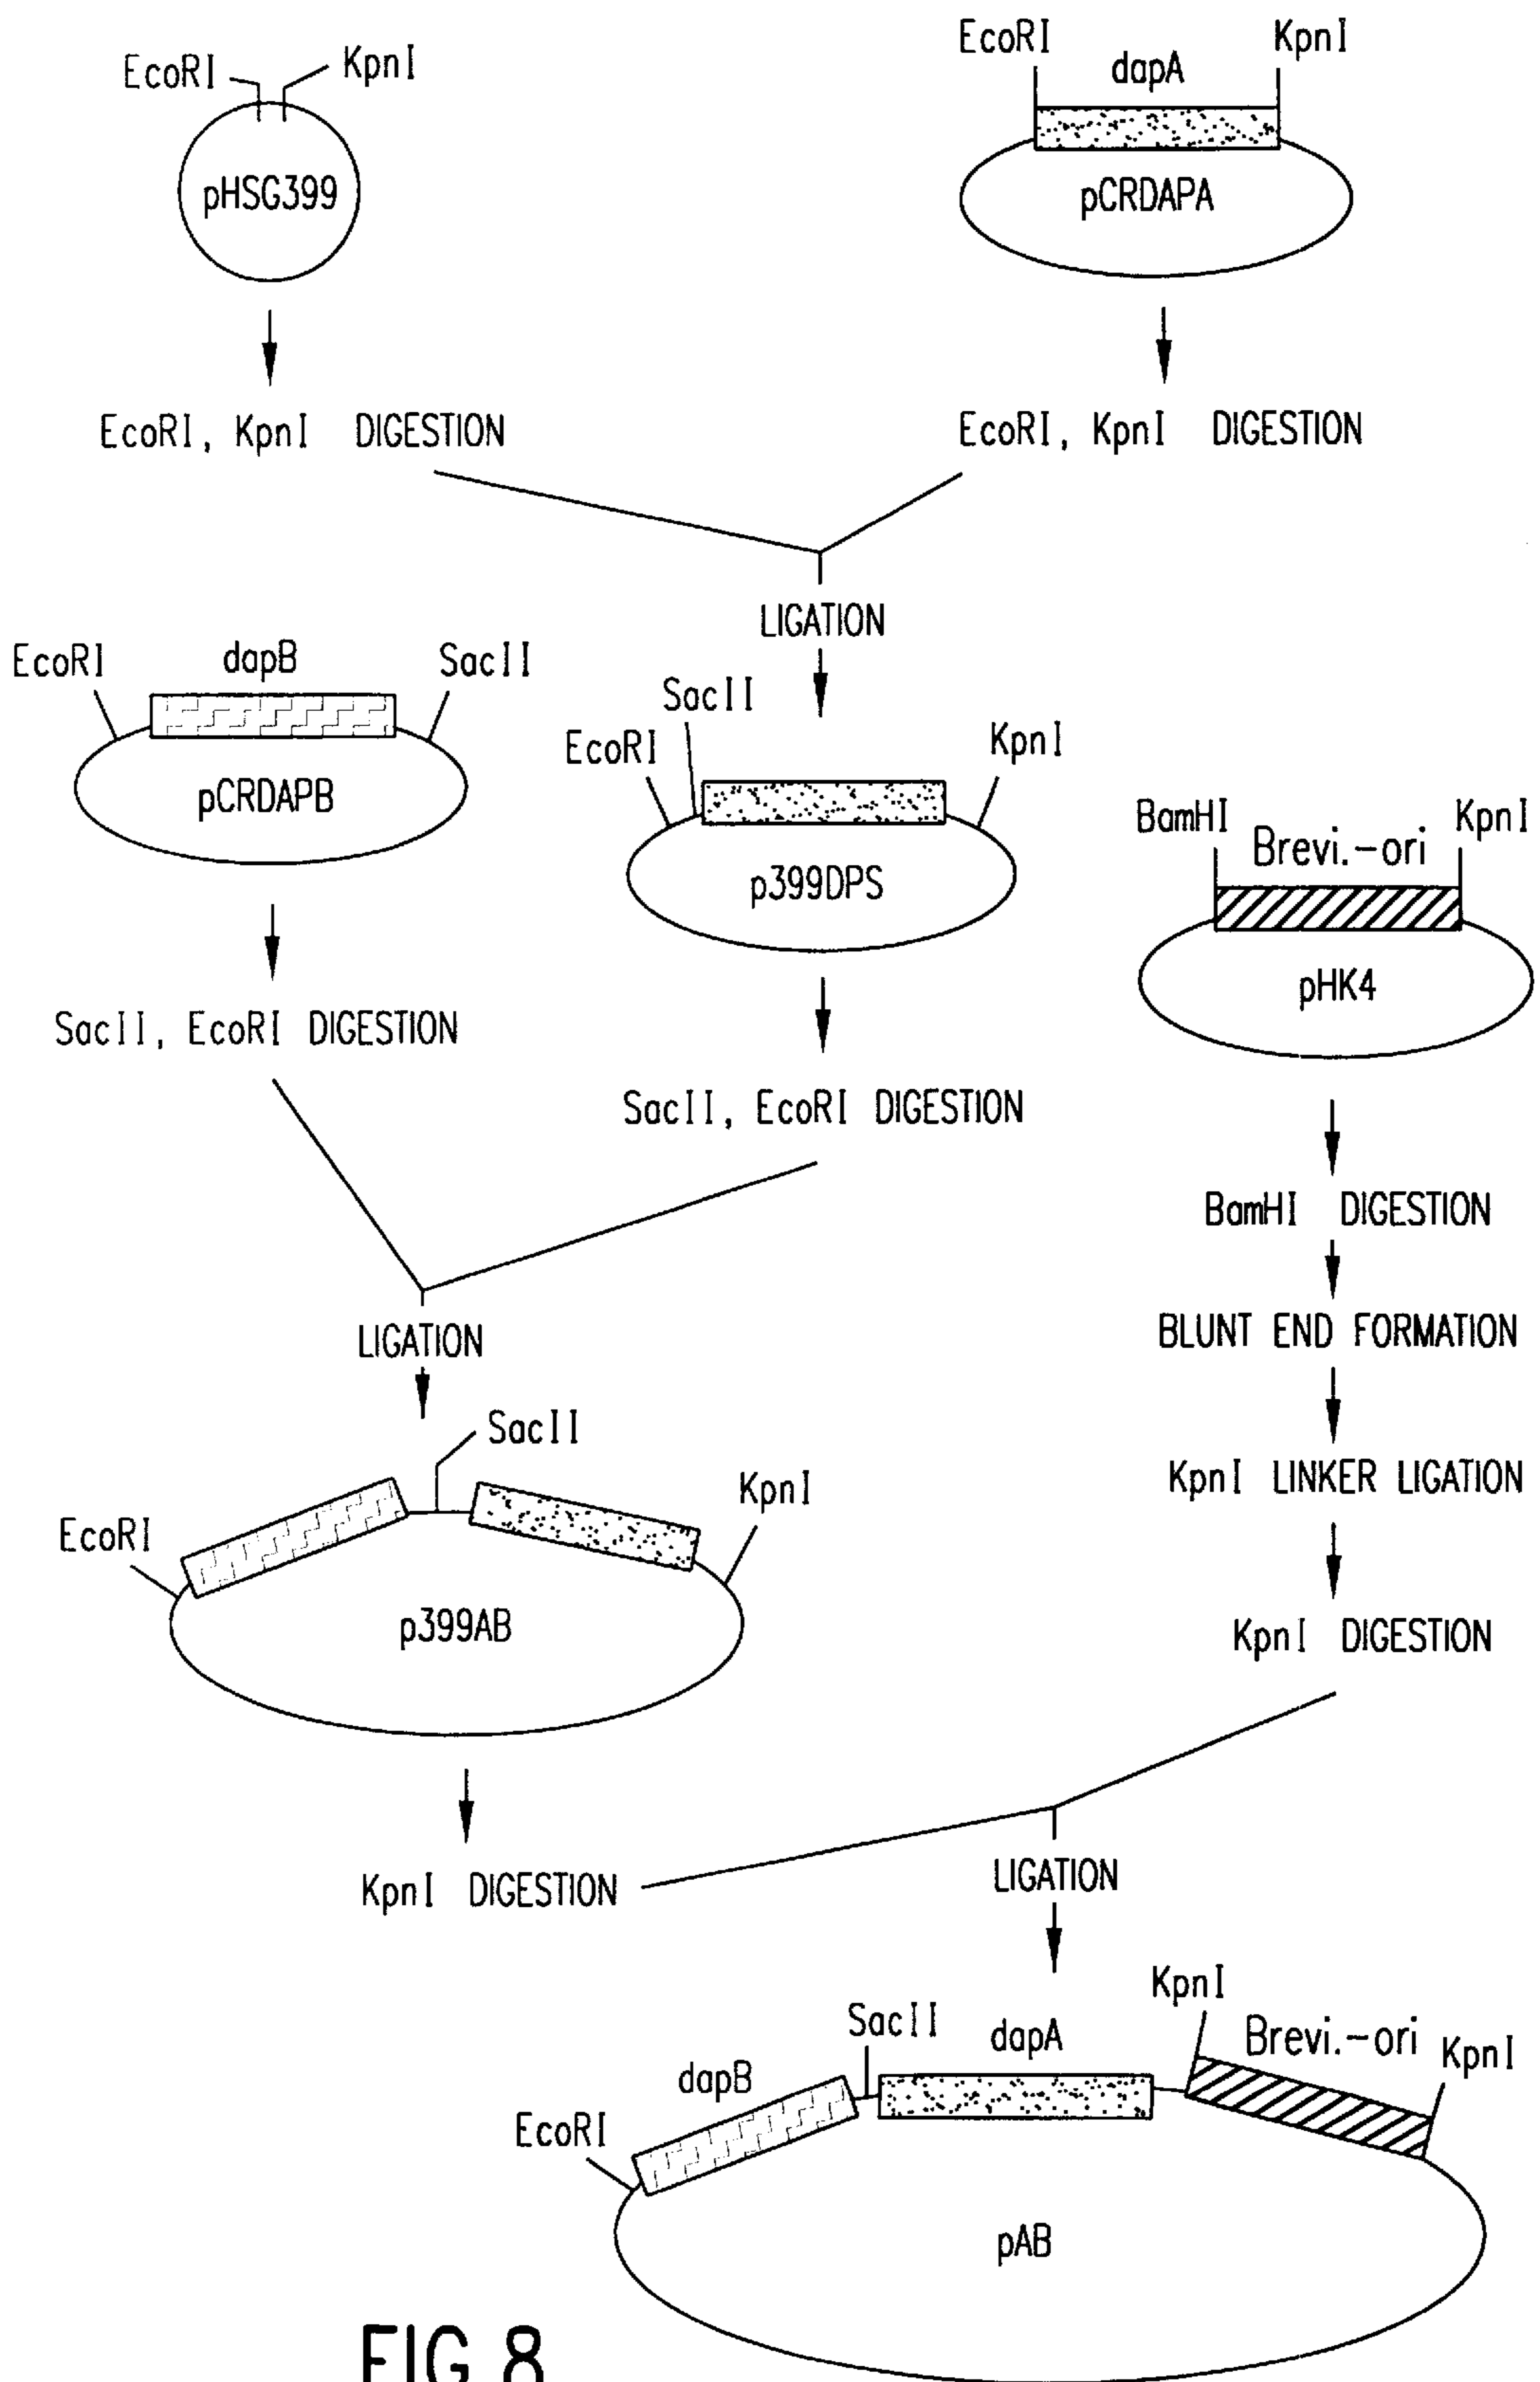 EcoRI
KpnI
pHSG399
EcoRI
dapA
KpnI
pCRDAPA
EcoRI, KpnI DIGESTION
EcoRI, KpnI DIGESTION
LIGATION
EcoRI
dapB
SacII
pCRDAPB
SacII
EcoRI
KpnI
p399DPS
BamHI
Brevi.-ori
KpnI
pHK4
SacII, EcoRI DIGESTION
SacII, EcoRI DIGESTION
BamHI DIGESTION
BLUNT END FORMATION
KpnI LINKER LIGATION
KpnI DIGESTION
LIGATION
SacII
EcoRI
KpnI
p399AB
KpnI DIGESTION
LIGATION
EcoRI
dapB
SacII
dapA
KpnI
Brevi.-ori
KpnI
pAB
FIG. 8